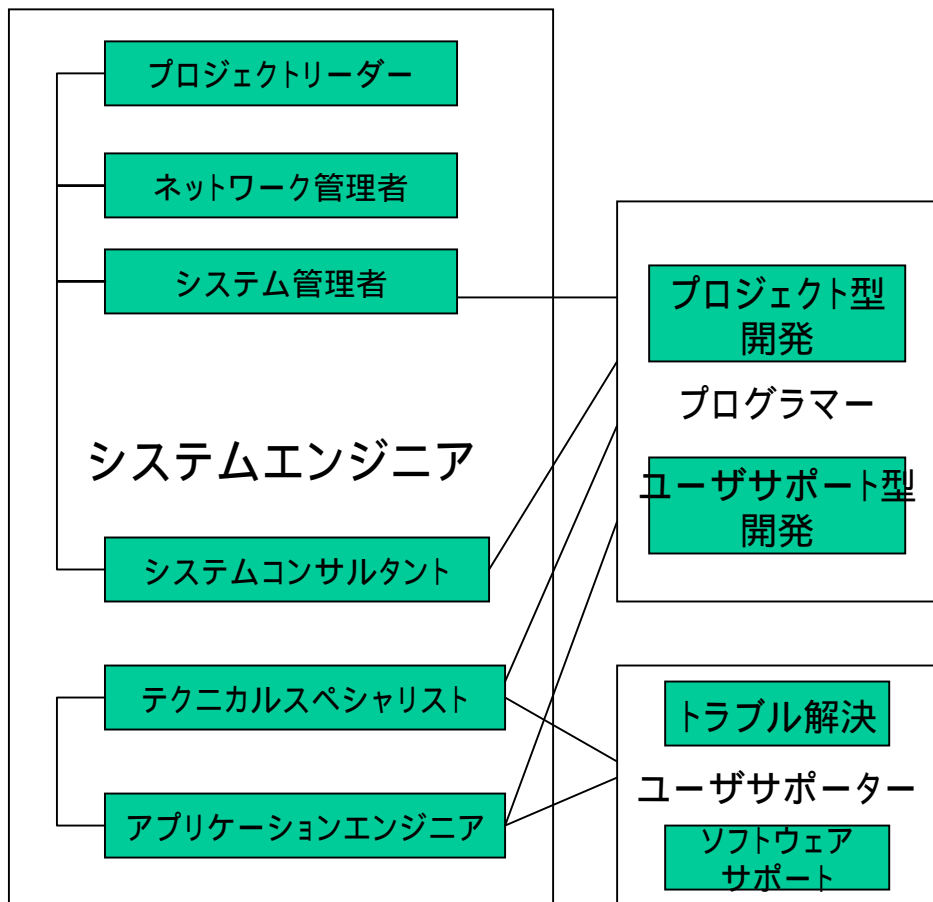 プロジェクトリーダー
ネットワーク管理者
システム管理者
システムエンジニア
システムコンサルタント
テクニカルスペシャリスト
アプリケーションエンジニア
プロジェクト型
開発
プログラマー
ユーザサポート型
開発
トラブル解決
ユーザサポーター
ソフトウェア
サポート